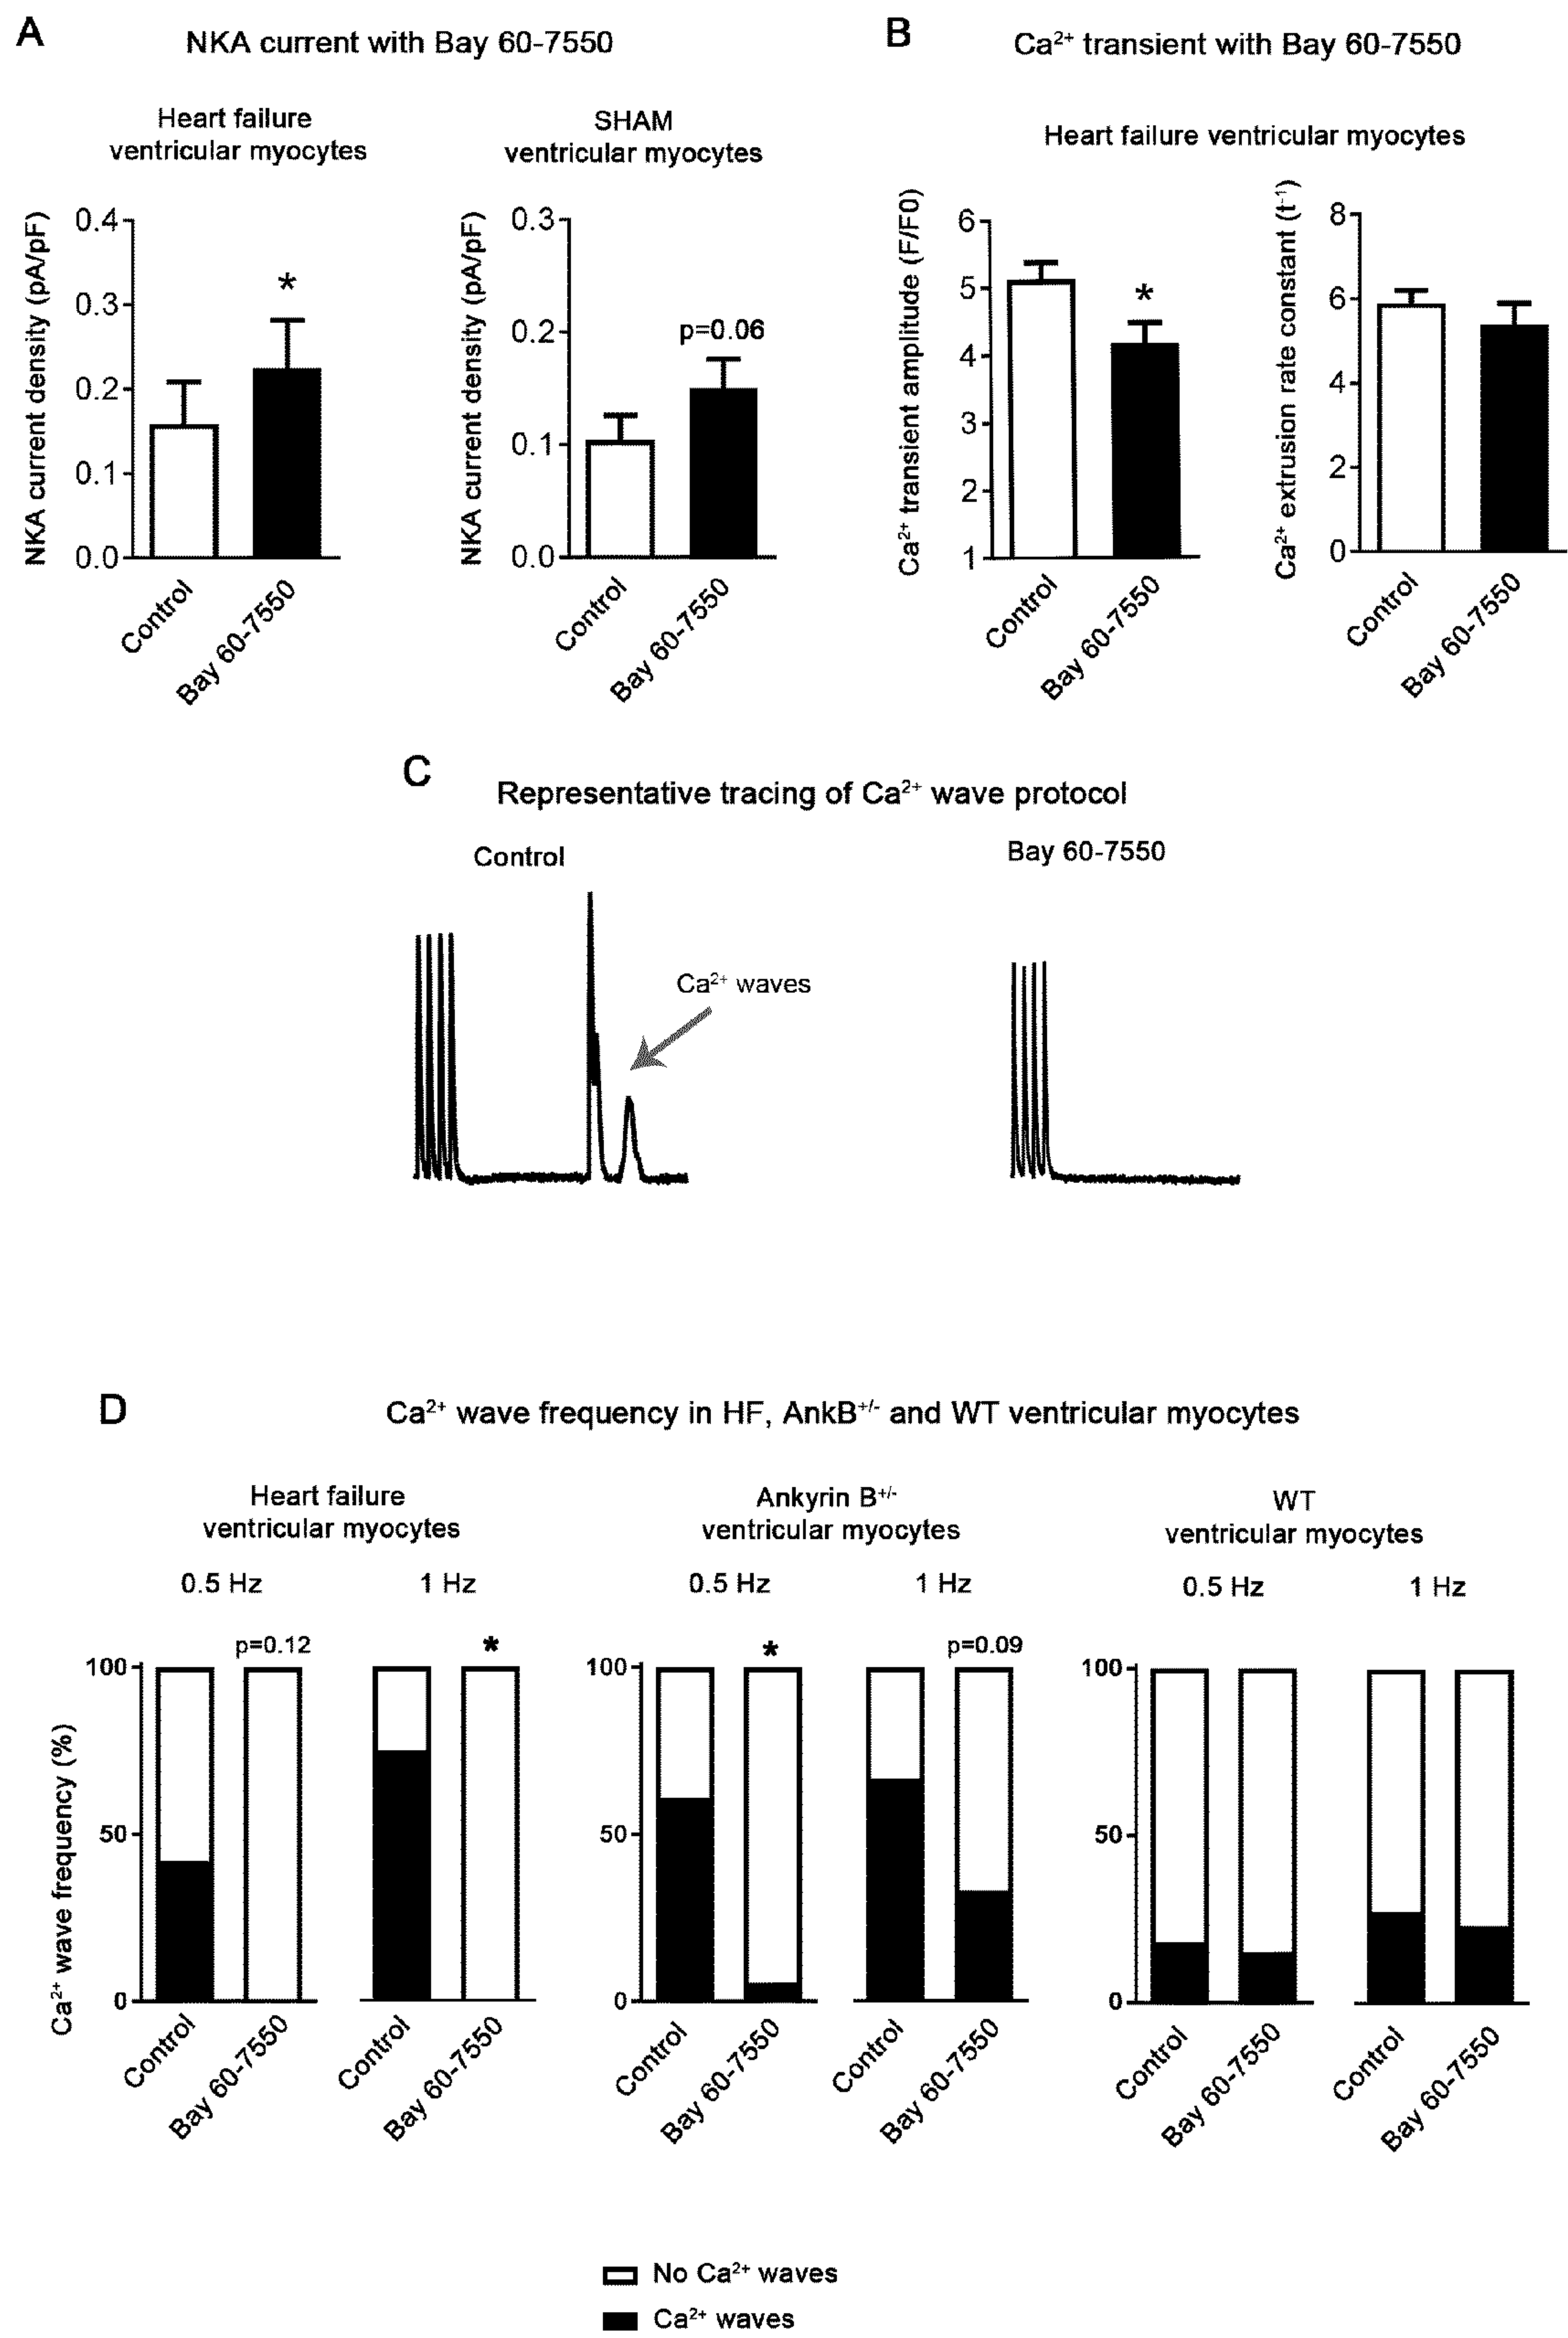 A
NKA current with Bay 60-7550
Heart failure
ventricular myocytes
NKA current density (pA/pF)
0.4
0.3
0.2
0.1
0.0
*
Control
Bay 60-7550
SHAM
ventricular myocytes
NKA current density (pA/pF)
0.3
0.2
0.1
0.0
p=0.06
Control
Bay 60-7550
B
Ca²⁺ transient with Bay 60-7550
Heart failure ventricular myocytes
Ca²⁺ transient amplitude (F/F0)
6
5
4
3
2
1
*
Control
Bay 60-7550
Ca²⁺ extrusion rate constant (t⁻¹)
8
6
4
2
0
Control
Bay 60-7550
C
Representative tracing of Ca²⁺ wave protocol
Control
Ca²⁺ waves
Bay 60-7550
D
Ca²⁺ wave frequency in HF, AnkB⁺/⁻ and WT ventricular myocytes
Heart failure
ventricular myocytes
0.5 Hz
1 Hz
p=0.12
*
Ca²⁺ wave frequency (%)
100
50
0
Control
Bay 60-7550
Control
Bay 60-7550
Ankyrin B⁺/⁻
ventricular myocytes
0.5 Hz
1 Hz
*
p=0.09
100
50
0
Control
Bay 60-7550
Control
Bay 60-7550
WT
ventricular myocytes
0.5 Hz
1 Hz
100
50
0
Control
Bay 60-7550
Control
Bay 60-7550
No Ca²⁺ waves
Ca²⁺ waves